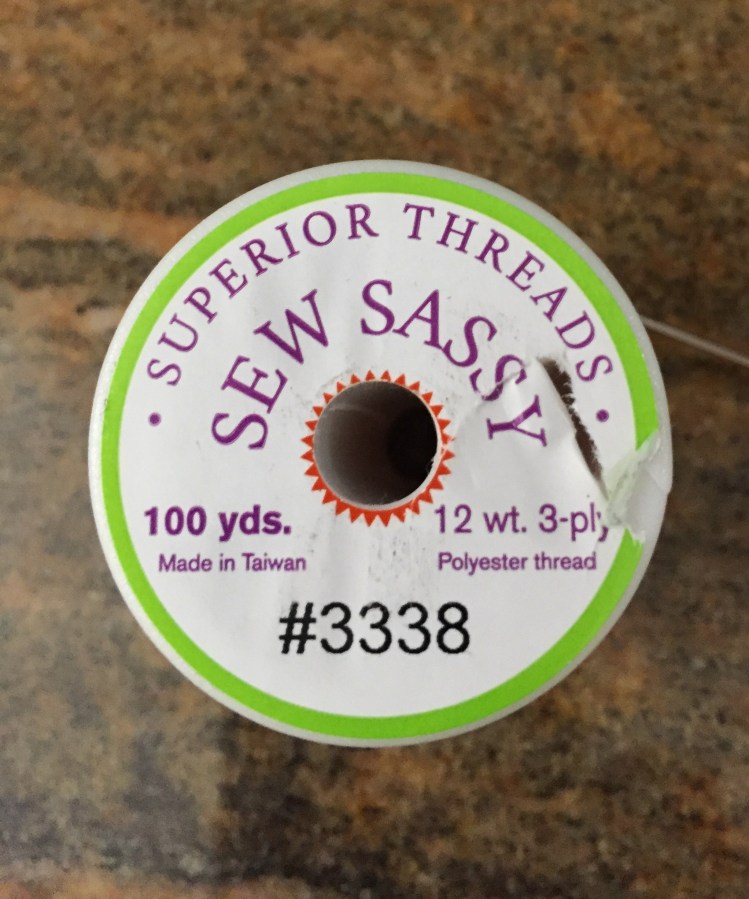 • SUPERIOR THREADS •
SEW SASSY
100 yds.
Made in Taiwan
12 wt. 3-ply
Polyester thread
#3338